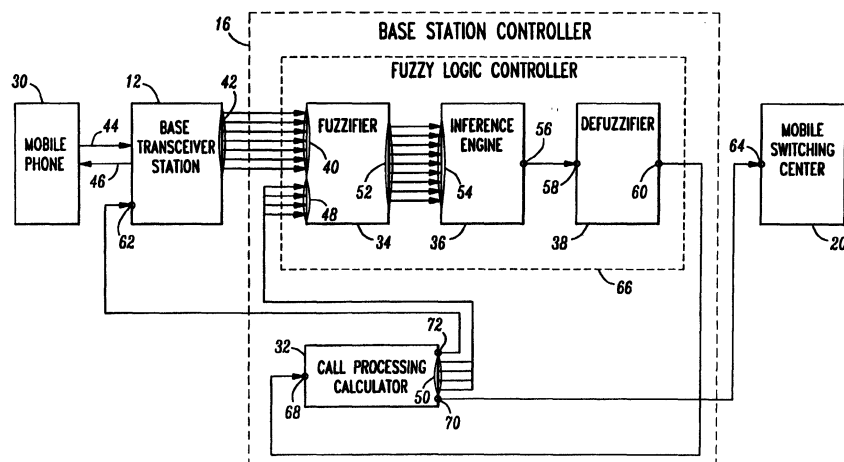 16
BASE STATION CONTROLLER
FUZZY LOGIC CONTROLLER
30
12
42
MOBILE
PHONE
44
46
BASE
TRANSCEIVER
STATION
62
FUZZIFIER
40
48
52
34
INFERENCE
ENGINE
54
36
56
DEFUZZIFIER
58
60
38
64
MOBILE
SWITCHING
CENTER
20
66
32
CALL PROCESSING
CALCULATOR
68
72
50
70